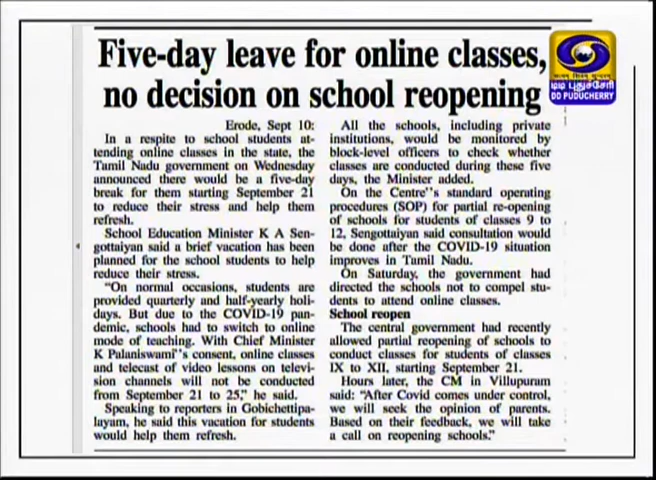 Five-day leave for online classes,
no decision on school reopening
Erode, Sept 10:
In a respite to school students at-
tending online classes in the state, the
Tamil Nadu government on Wednesday
announced there would be a five-day
break for them starting September 21
to reduce their stress and help them
refresh.
School Education Minister K A Sen-
gottaiyan said a brief vacation has been
planned for the school students to help
reduce their stress.
"On normal occasions, students are
provided quarterly and half-yearly holi-
days. But due to the COVID-19 pan-
demic, schools had to switch to online
mode of teaching. With Chief Minister
K Palaniswami"s consent, online classes
and telecast of video lessons on televi-
sion channels will not be conducted
from September 21 to 25," he said.
Speaking to reporters in Gobichettipa-
layam, he said this vacation for students
would help them refresh.
All the schools, including private
institutions, would be monitored by
block-level officers to check whether
classes are conducted during these five
days, the Minister added.
On the Centre"s standard operating
procedures (SOP) for partial re-opening
of schools for students of classes 9 to
12, Sengottaiyan said consultation would
be done after the COVID-19 situation
improves in Tamil Nadu.
On Saturday, the government had
directed the schools not to compel stu-
dents to attend online classes.
School reopen
The central government had recently
allowed partial reopening of schools to
conduct classes for students of classes
IX to XII, starting September 21.
Hours later, the CM in Villupuram
said: "After Covid comes under control,
we will seek the opinion of parents.
Based on their feedback, we will take
a call on reopening schools."
டிடி புதுச்சேரி
DD PUDUCHERRY